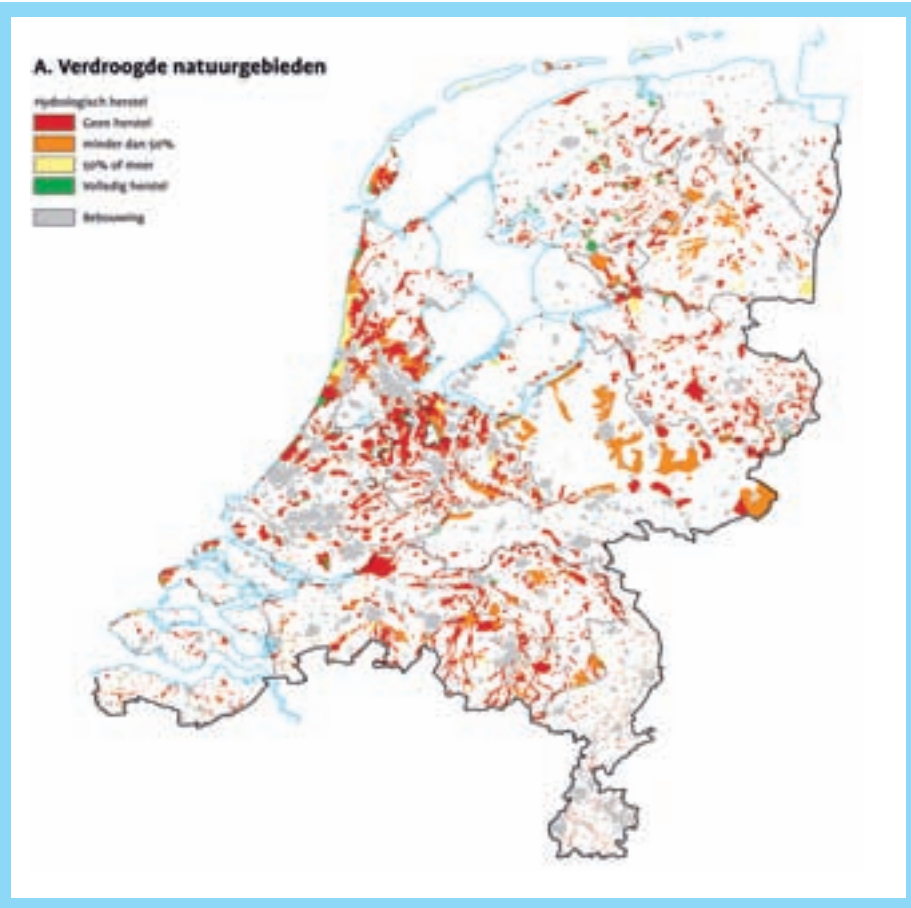 A. Verdroogde natuurgebieden
Hydrologisch herstel
Geen herstel
minder dan 50%
50% of meer
Volledig herstel
Bebouwing